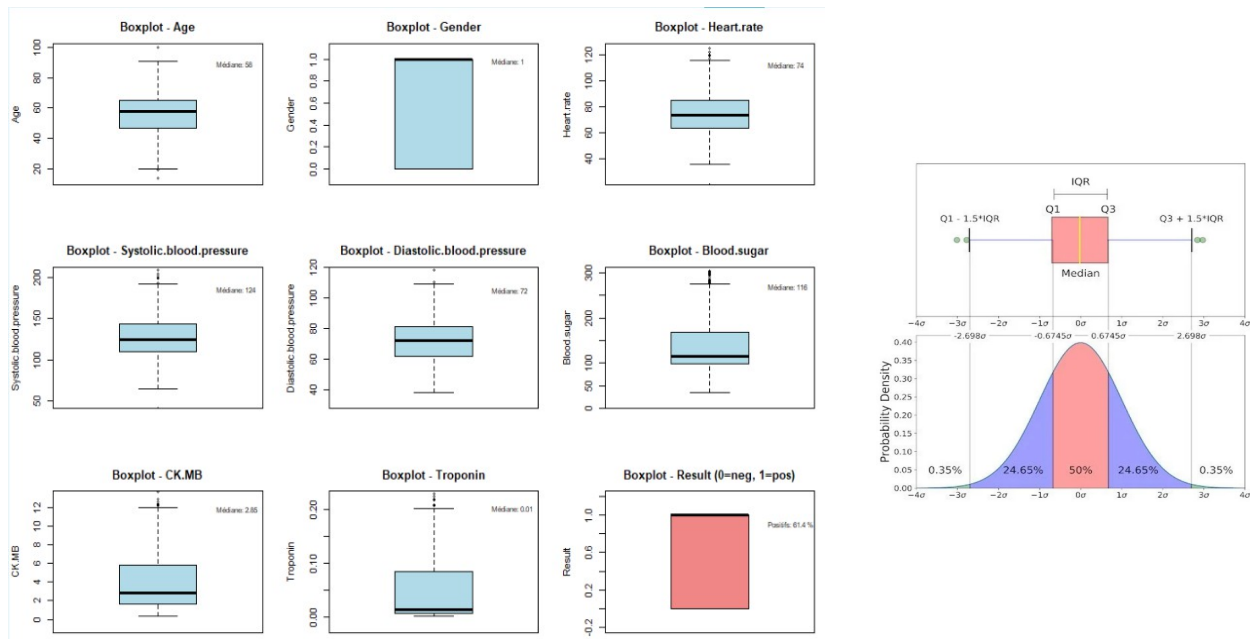 Boxplot - Age
Médiane: 58
Age
100
80
60
40
20
Boxplot - Gender
Médiane: 1
Gender
1.0
0.8
0.6
0.4
0.2
0.0
Boxplot - Heart.rate
Médiane: 74
Heart.rate
120
100
80
60
40
Boxplot - Systolic.blood.pressure
Médiane: 124
Systolic.blood.pressure
200
150
100
50
Boxplot - Diastolic.blood.pressure
Médiane: 72
Diastolic.blood.pressure
120
100
80
60
40
Boxplot - Blood.sugar
Médiane: 116
Blood.sugar
300
200
100
50
0
Boxplot - CK.MB
Médiane: 2.85
CK.MB
12
10
8
6
4
2
0
Boxplot - Troponin
Médiane: 0.01
Troponin
0.20
0.10
0.00
Boxplot - Result (0=neg, 1=pos)
Positifs: 61.4 %
Result
1.0
0.6
0.2
-0.2
IQR
Q1 Q3
Q1 - 1.5*IQR Q3 + 1.5*IQR
Median
−4σ −3σ −2σ −1σ 0σ 1σ 2σ 3σ 4σ
-2.698σ -0.6745σ 0.6745σ 2.698σ
Probability Density
0.40
0.35
0.30
0.25
0.20
0.15
0.10
0.05
0.00
0.35% 24.65% 50% 24.65% 0.35%
−4σ −3σ −2σ −1σ 0σ 1σ 2σ 3σ 4σ